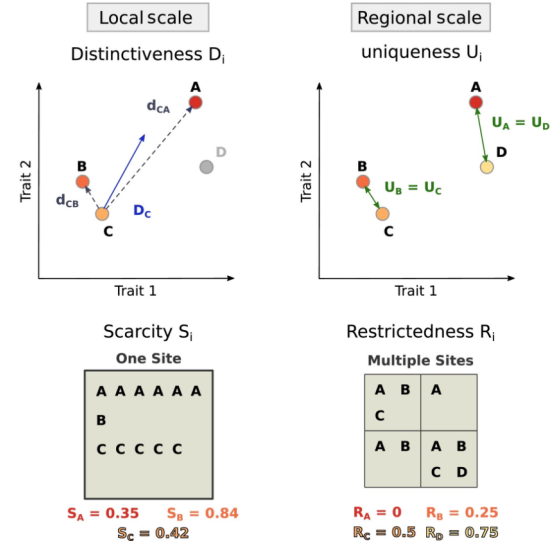 Local scale
Distinctiveness Di
A
dCA
D
B
dCB
DC
C
Trait 2
Trait 1
Regional scale
uniqueness Ui
A
UA = UD
D
B
UB = UC
C
Trait 2
Trait 1
Scarcity Si
One Site
A A A A A A
B
C C C C C
SA = 0.35 SB = 0.84
SC = 0.42
Restrictedness Ri
Multiple Sites
A B
C
A
A B
A B
C D
RA = 0 RB = 0.25
RC = 0.5 RD = 0.75